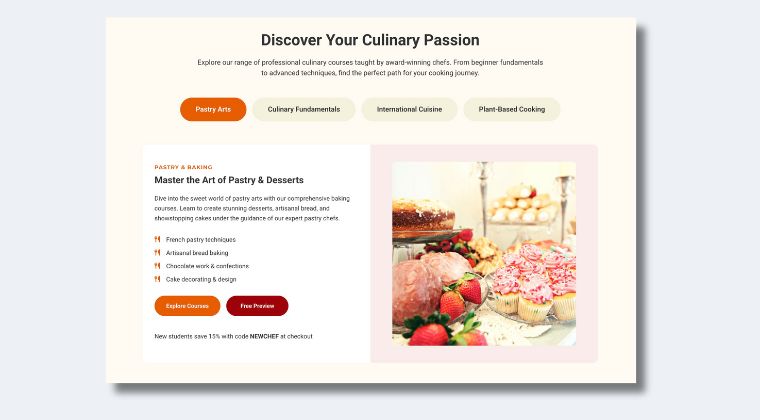 Discover Your Culinary Passion
Explore our range of professional culinary courses taught by award-winning chefs. From beginner fundamentals
to advanced techniques, find the perfect path for your cooking journey.
Pastry Arts
Culinary Fundamentals
International Cuisine
Plant-Based Cooking
PASTRY & BAKING
Master the Art of Pastry & Desserts
Dive into the sweet world of pastry arts with our comprehensive baking
courses. Learn to create stunning desserts, artisanal bread, and
showstopping cakes under the guidance of our expert pastry chefs.
French pastry techniques
Artisanal bread baking
Chocolate work & confections
Cake decorating & design
Explore Courses
Free Preview
New students save 15% with code NEWCHEF at checkout